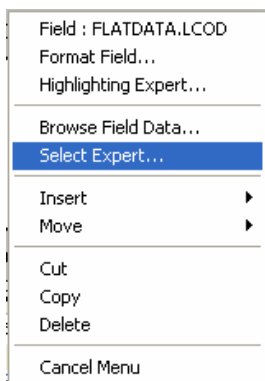 Field : FLATDATA.LCOD
Format Field...
Highlighting Expert...
Browse Field Data...
Select Expert...
Insert
Move
Cut
Copy
Delete
Cancel Menu